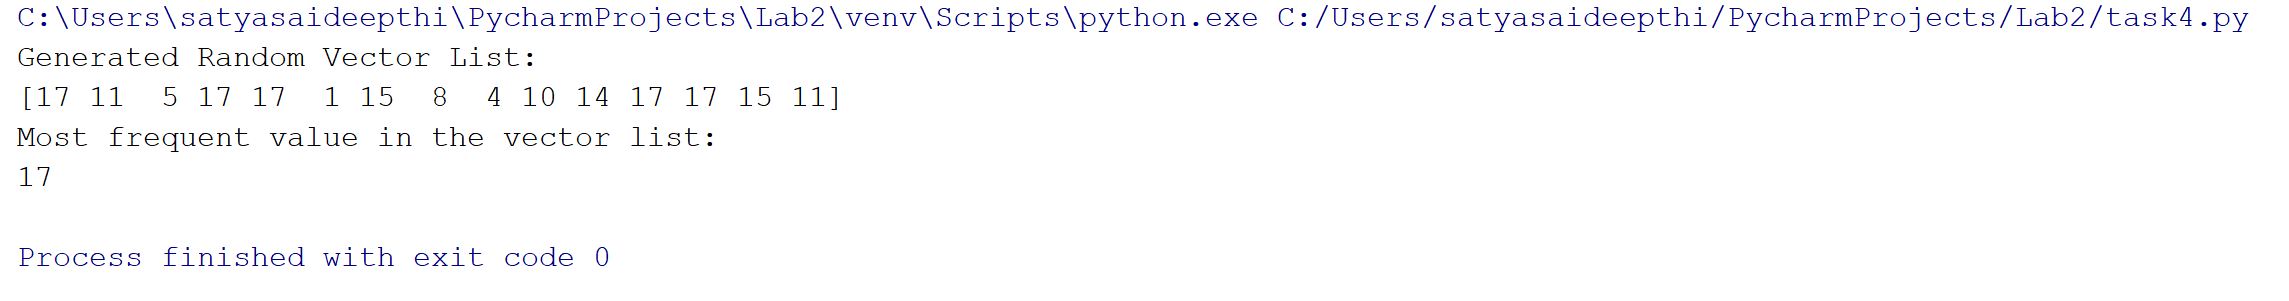 C:\Users\satyasaideepthi\PycharmProjects\Lab2\venv\Scripts\python.exe C:/Users/satyasaideepthi/PycharmProjects/Lab2/task4.py
Generated Random Vector List:
[17 11  5 17 17  1 15  8  4 10 14 17 17 15 11]
Most frequent value in the vector list:
17
Process finished with exit code 0